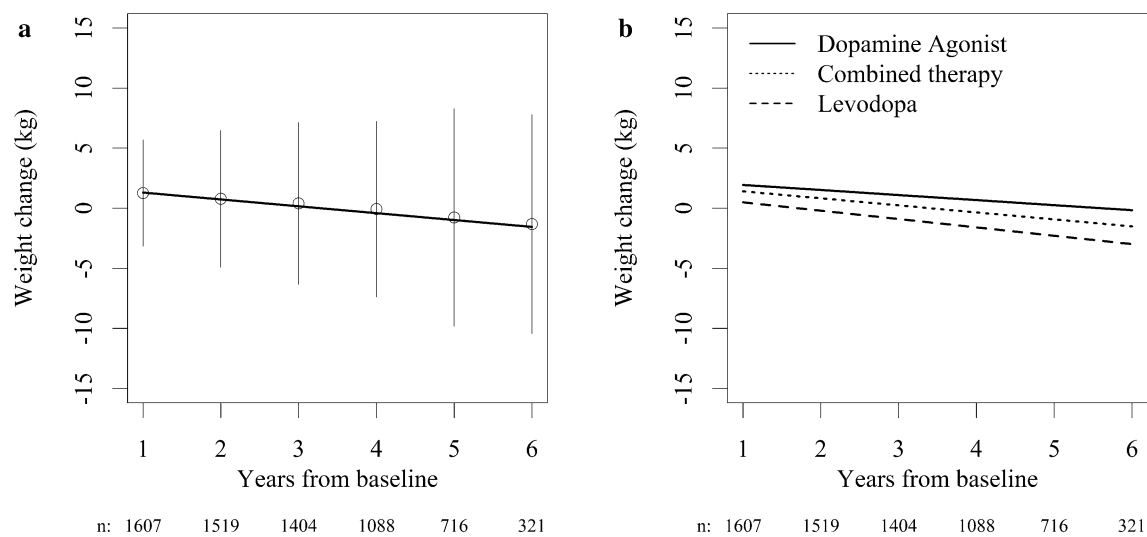 a
15
10
5
0
-5
-10
-15
Weight change (kg)
1 2 3 4 5 6
Years from baseline
n: 1607 1519 1404 1088 716 321
b
Dopamine Agonist
Combined therapy
Levodopa
15
10
5
0
-5
-10
-15
Weight change (kg)
1 2 3 4 5 6
Years from baseline
n: 1607 1519 1404 1088 716 321